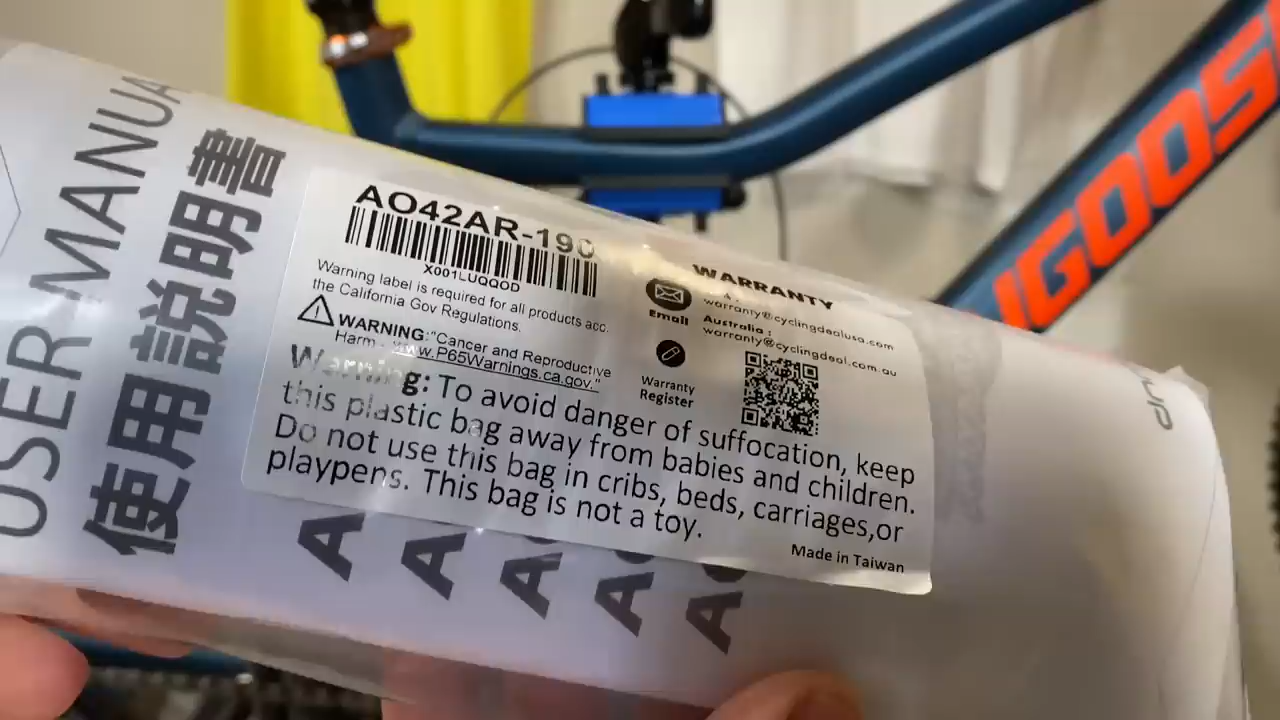 USER MANUA
使用說明書
AO42AR-190
X001LUQQOD
Warning label is required for all products acc.
the California Gov Regulations.
WARNING:"Cancer and Reproductive
Harm - www.P65Warnings.ca.gov."
Warning: To avoid danger of suffocation, keep
this plastic bag away from babies and children.
Do not use this bag in cribs, beds, carriages,or
playpens. This bag is not a toy.
Made in Taiwan
WARRANTY
Email
warranty@cyclingdealusa.com
Australia :
warranty@cyclingdeal.com.au
Warranty
Register
A
A
AO
AO
AO
IGOOSE